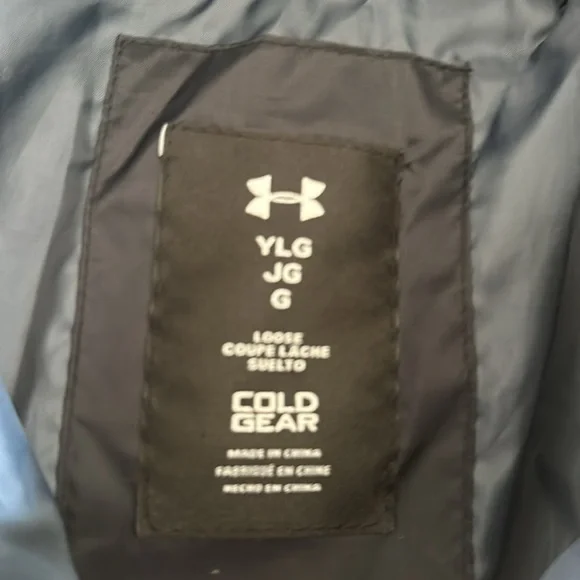 YLG
JG
G
LOOSE
COUPE LÂCHE
SUELTO
COLD
GEAR
MADE IN CHINA
FABRIQUÉ EN CHINE
HECHO EN CHINA